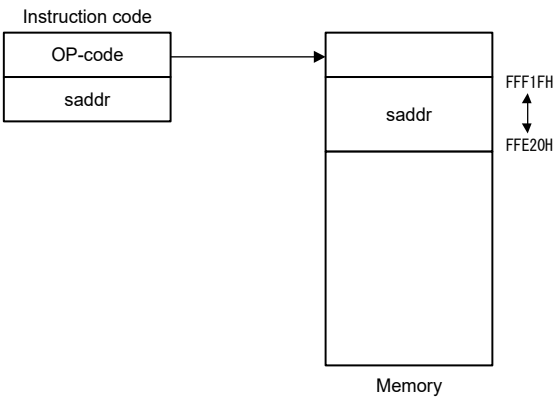 Instruction code
OP-code
saddr
saddr
FFF1FH
FFE20H
Memory